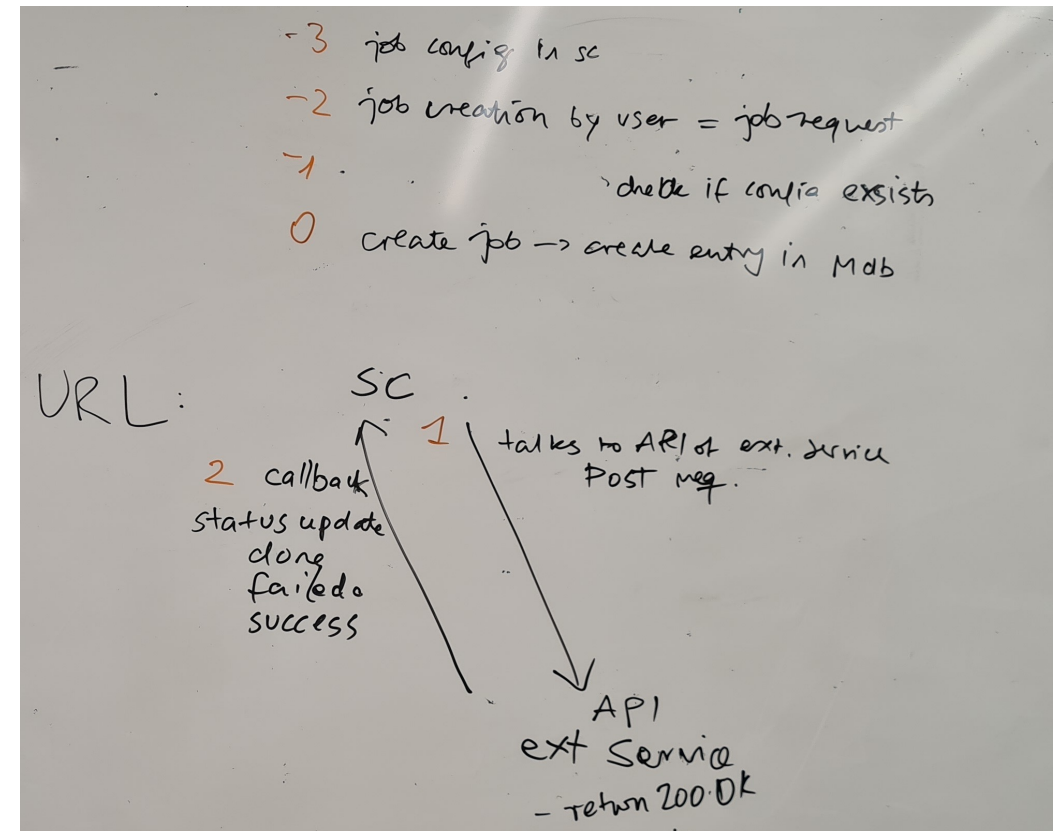 -3 job config in sc
-2 job creation by user = job request
-1
check if config exsists
0 create job -> create entry in Mdb
URL:
SC
1 talks to API of ext. service
Post req.
2 callback
status update
done
failed
success
API
ext Service
- return 200 OK